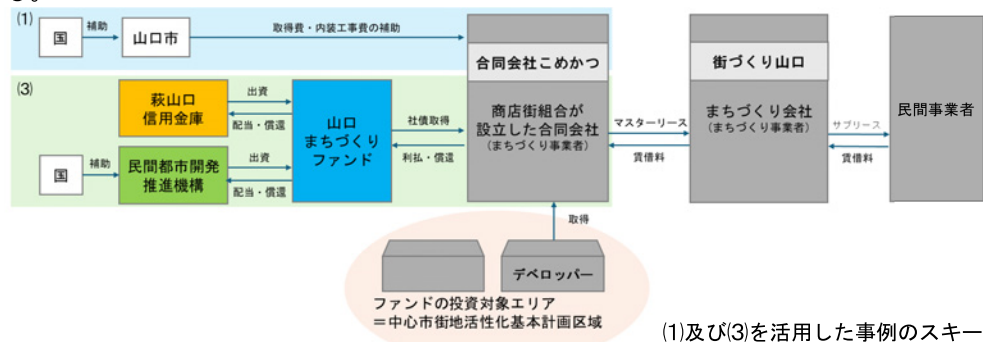 る。
(1)
国
補助
山口市
取得費・内装工事費の補助
合同会社こめかつ
街づくり山口
(3)
萩山口
信用金庫
出資
配当・償還
山口
まちづくり
ファンド
社債取得
利払・償還
商店街組合が
設立した合同会社
(まちづくり事業者)
マスターリース
賃借料
まちづくり会社
(まちづくり事業者)
サブリース
賃借料
民間事業者
国
補助
民間都市開発
推進機構
出資
配当・償還
取得
デベロッパー
ファンドの投資対象エリア
=中心市街地活性化基本計画区域
(1)及び(3)を活用した事例のスキー